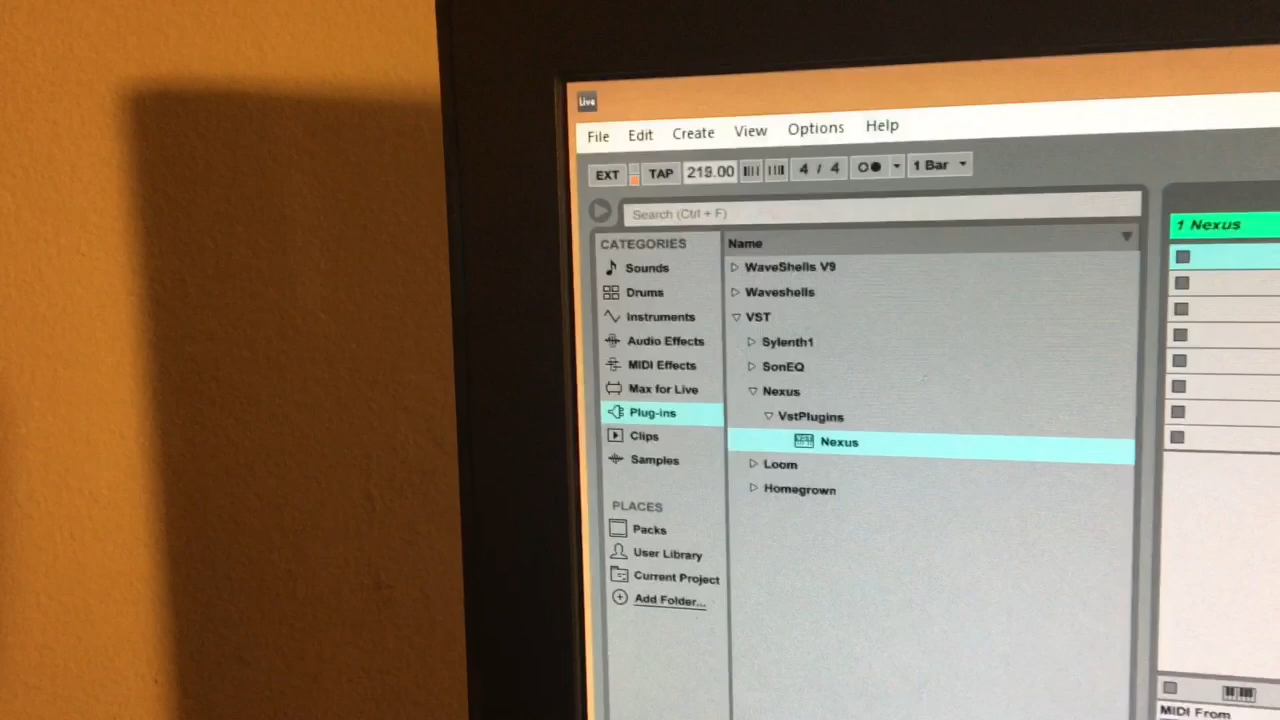 Live
File Edit Create View Options Help
EXT TAP 219.00 4 / 4 1 Bar
Search (Ctrl + F)
CATEGORIES
Sounds
Drums
Instruments
Audio Effects
MIDI Effects
Max for Live
Plug-ins
Clips
Samples
PLACES
Packs
User Library
Current Project
Add Folder...
Name
WaveShells V9
Waveshells
VST
Sylenth1
SonEQ
Nexus
VstPlugins
Nexus
Loom
Homegrown
1 Nexus
MIDI From